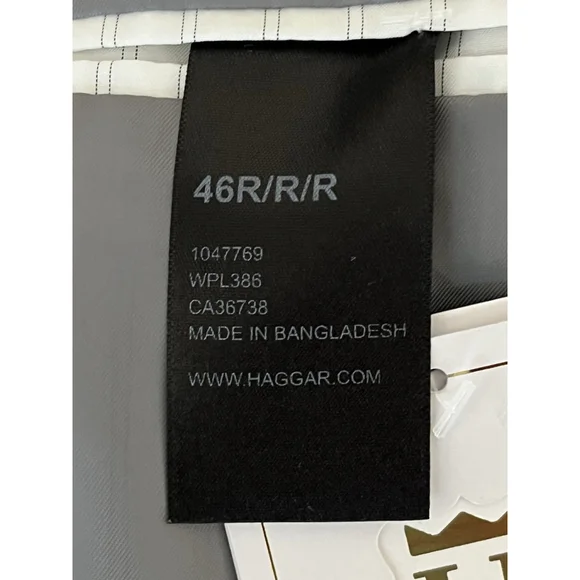 46R/R/R
1047769
WPL386
CA36738
MADE IN BANGLADESH
WWW.HAGGAR.COM